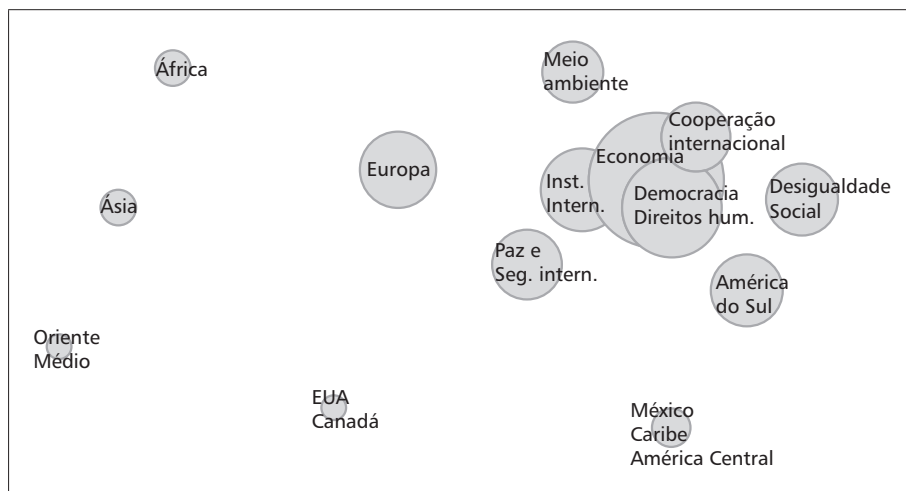 África
Meio
ambiente
Cooperação
internacional
Economia
Europa
Inst.
Intern.
Democracia
Direitos hum.
Desigualdade
Social
Ásia
Paz e
Seg. intern.
América
do Sul
Oriente
Médio
EUA
Canadá
México
Caribe
América Central